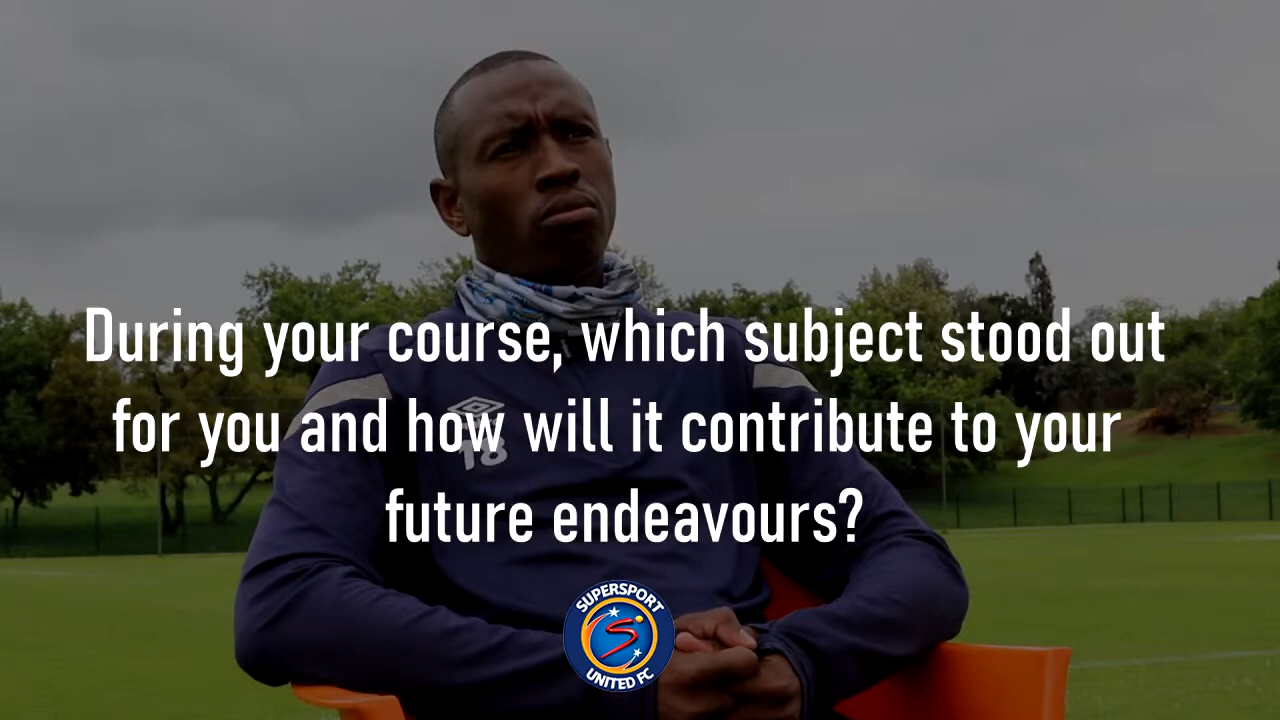 During your course, which subject stood out
for you and how will it contribute to your
future endeavours?
18
SUPERSPORT
UNITED FC